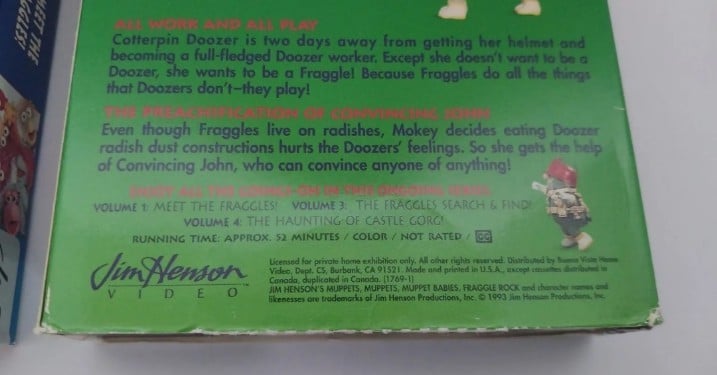 MEET THE
FRAGGLES!
ALL WORK AND ALL PLAY
Cotterpin Doozer is two days away from getting her helmet and
becoming a full-fledged Doozer worker. Except she doesn't want to be a
Doozer, she wants to be a Fraggle! Because Fraggles do all the things
that Doozers don't—they play!
THE PREACHIFICATION OF CONVINCING JOHN
Even though Fraggles live on radishes, Mokey decides eating Doozer
radish dust constructions hurts the Doozers' feelings. So she gets the help
of Convincing John, who can convince anyone of anything!
ALL THE IN THIS SERIES
VOLUME 1: MEET THE FRAGGLES! VOLUME 3: THE FRAGGLES SEARCH & FIND!
VOLUME 4: THE HAUNTING OF CASTLE GORG!
RUNNING TIME: APPROX. 52 MINUTES / COLOR / NOT RATED / CC
Jim Henson
VIDEO™
Licensed for private home exhibition only. All other rights reserved. Distributed by Buena Vista Home
Video, Dept. CS, Burbank, CA 91521. Made and printed in U.S.A., except cassettes distributed in
Canada, duplicated in Canada. (1769-1)
JIM HENSON'S MUPPETS, MUPPETS, MUPPET BABIES, FRAGGLE ROCK and character names and
likenesses are trademarks of Jim Henson Productions, Inc. © 1993 Jim Henson Productions, Inc.